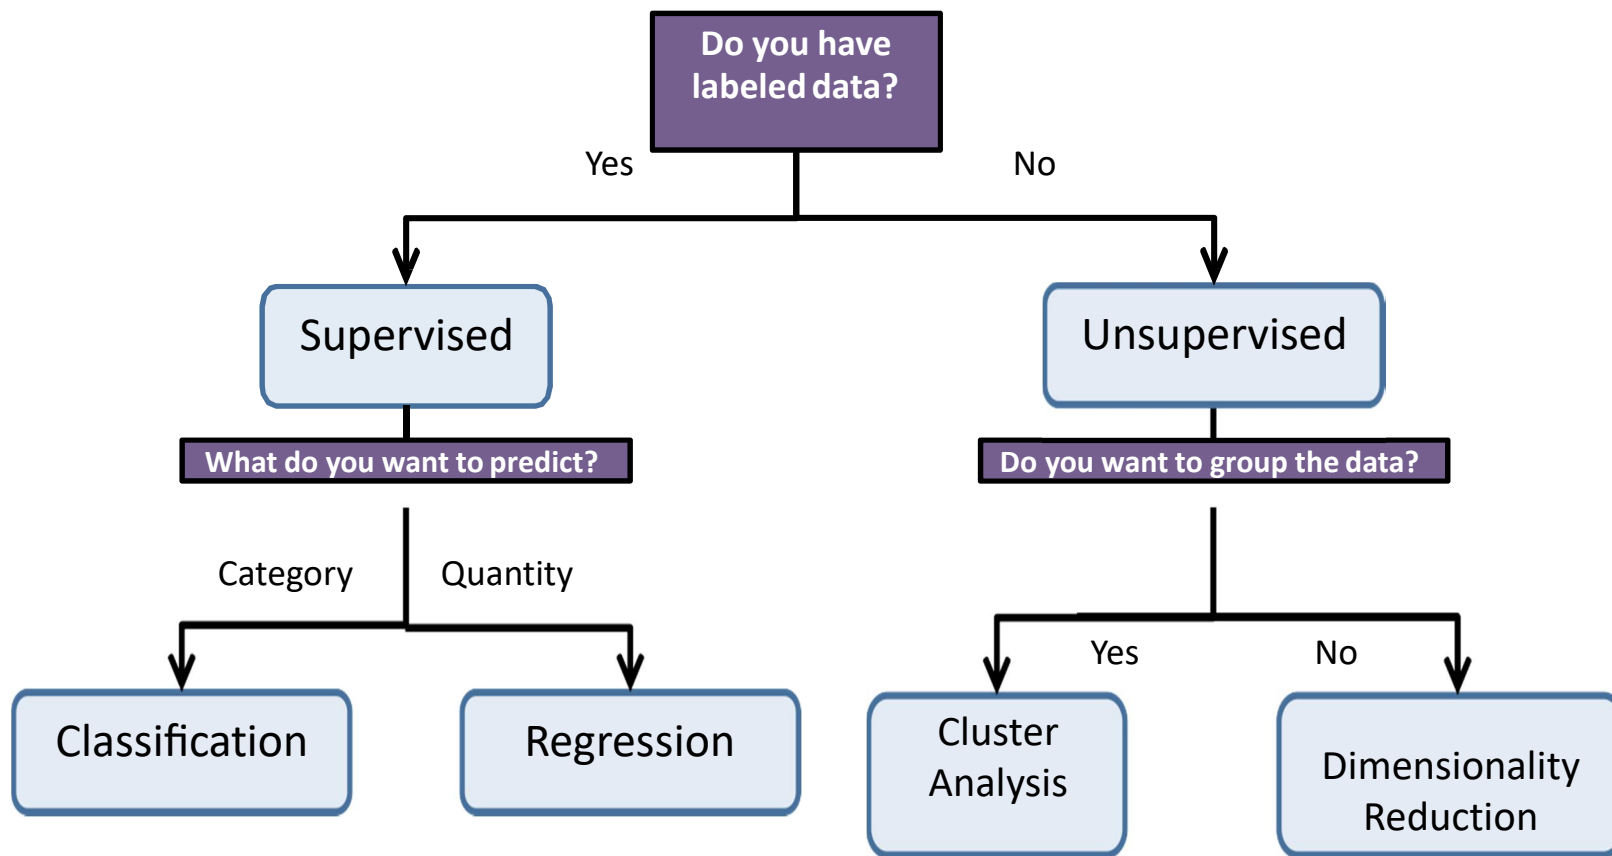 Do you have
labeled data?
Yes
No
Supervised
Unsupervised
What do you want to predict?
Do you want to group the data?
Category
Quantity
Yes
No
Classification
Regression
Cluster
Analysis
Dimensionality
Reduction